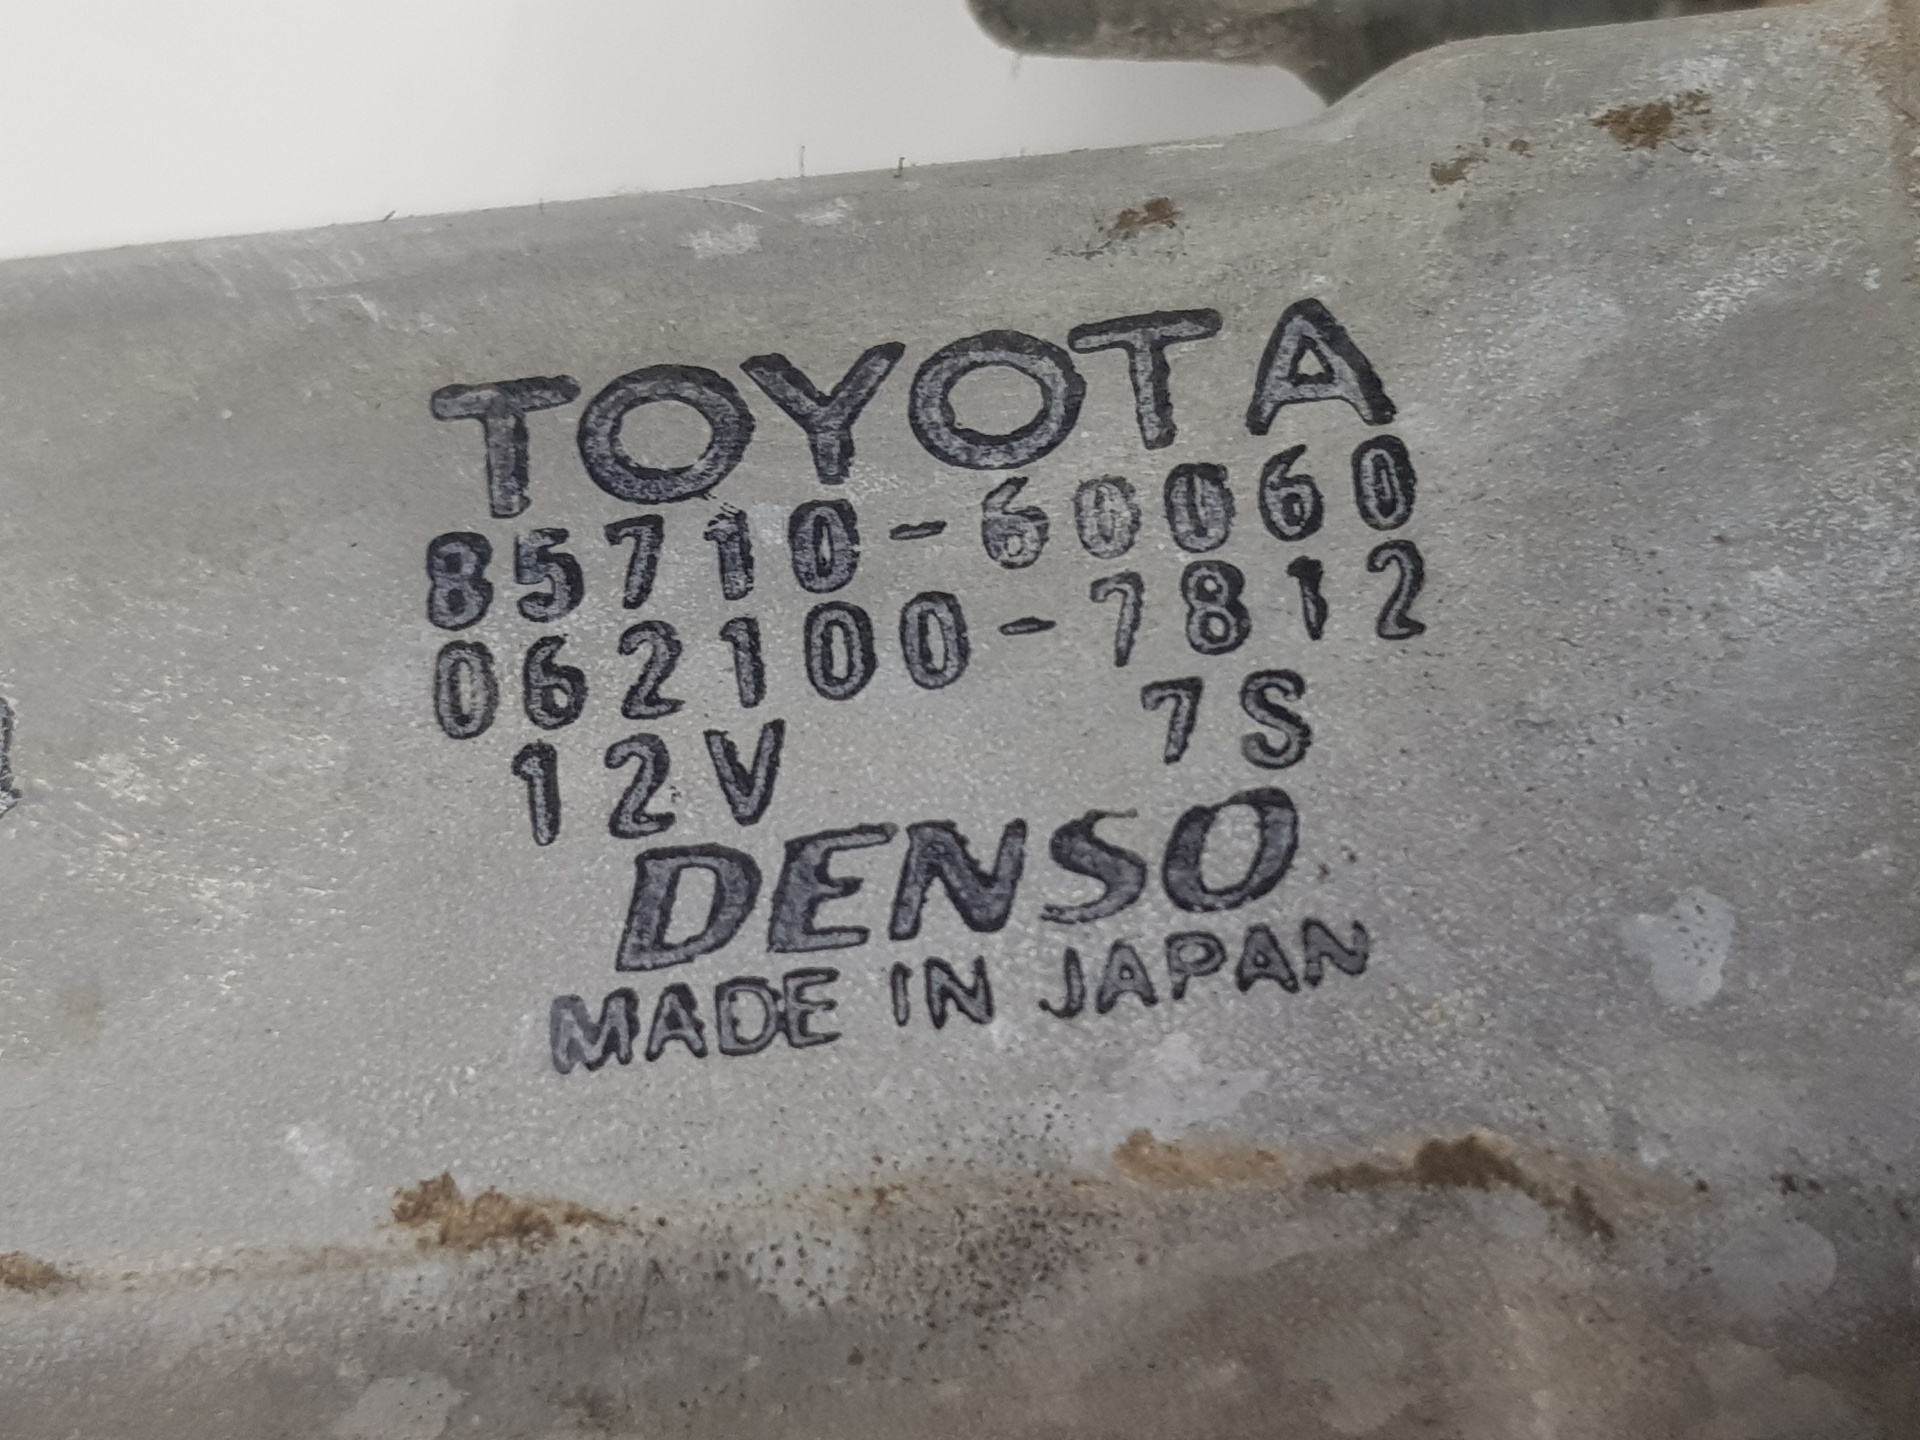 TOYOTA
85710-60060
062100-7812
12V 7S
DENSO
MADE IN JAPAN